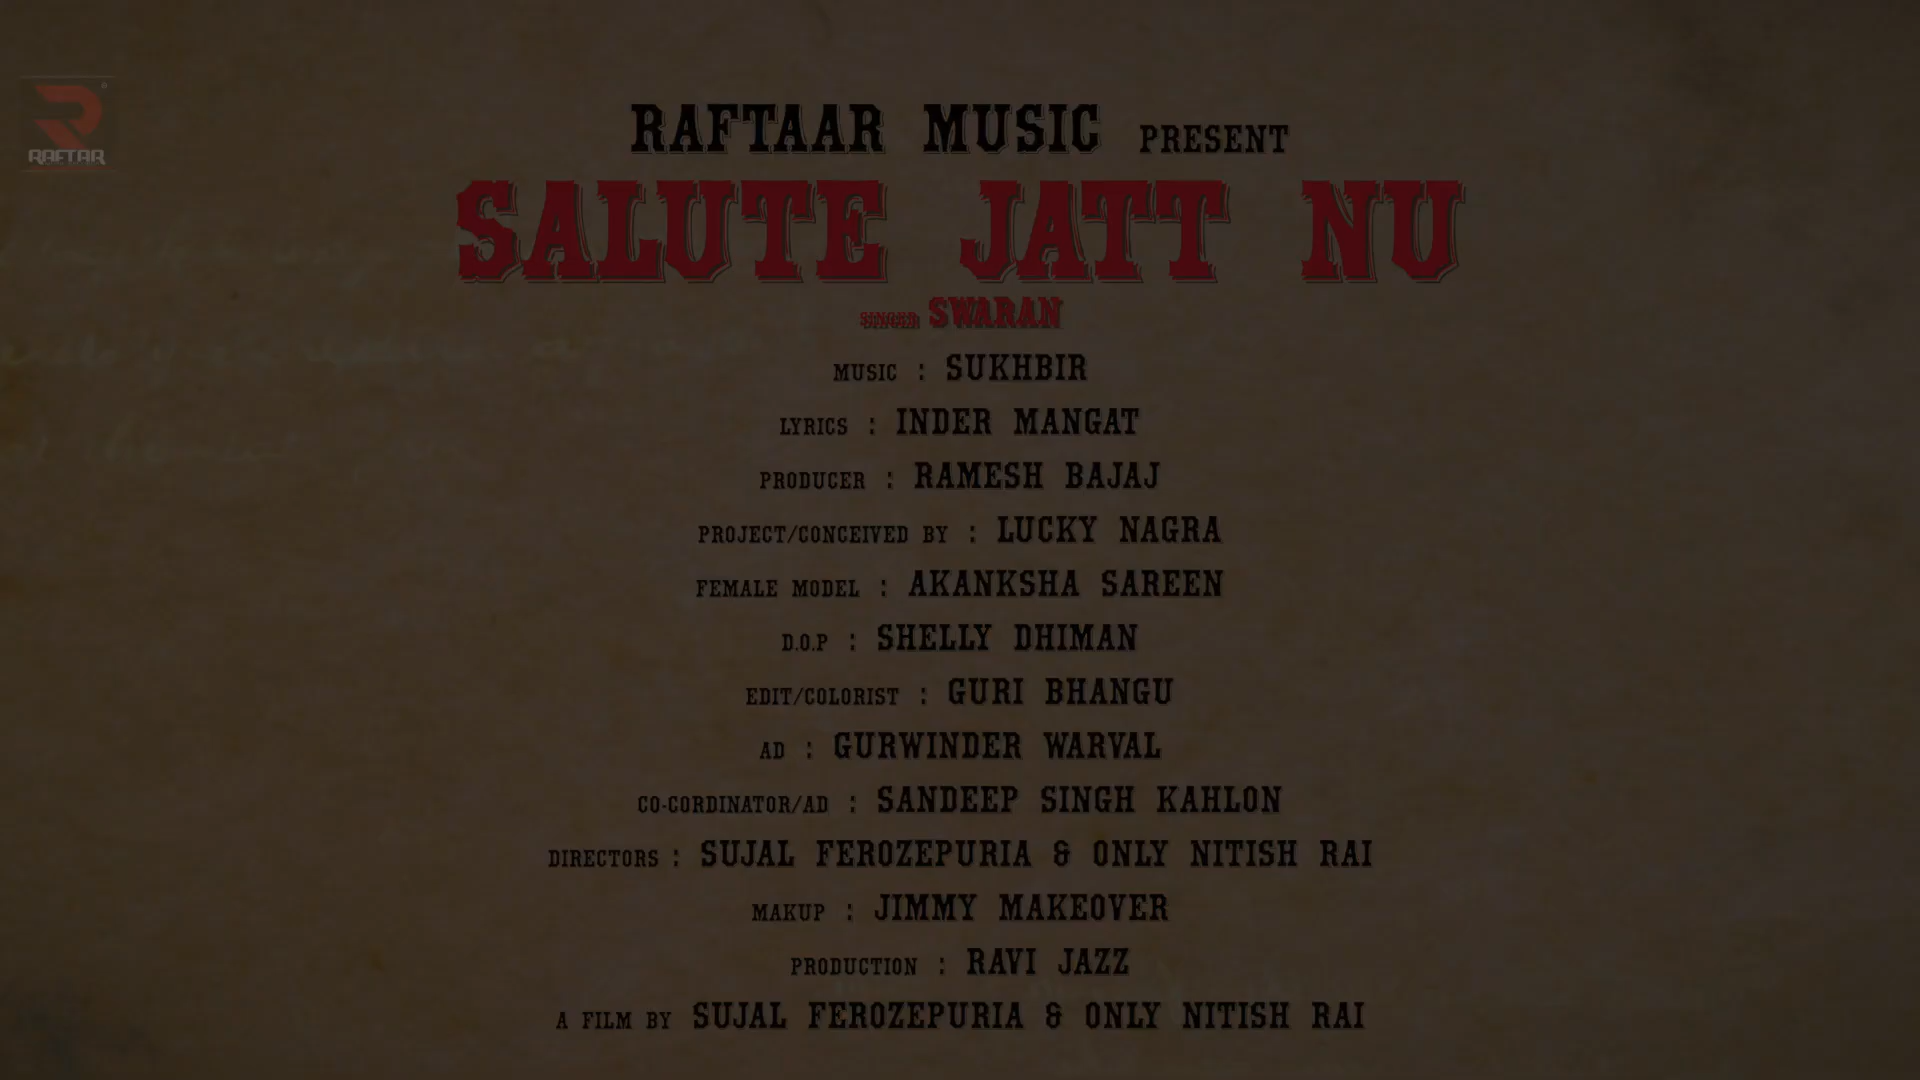 RAFTAR
RAFTAAR MUSIC PRESENT
SALUTE JATT NU
SINGER SWARAN
MUSIC : SUKHBIR
LYRICS : INDER MANGAT
PRODUCER : RAMESH BAJAJ
PROJECT/CONCEIVED BY : LUCKY NAGRA
FEMALE MODEL : AKANKSHA SAREEN
D.O.P : SHELLY DHIMAN
EDIT/COLORIST : GURI BHANGU
AD : GURWINDER WARVAL
CO-CORDINATOR/AD : SANDEEP SINGH KAHLON
DIRECTORS : SUJAL FEROZEPURIA & ONLY NITISH RAI
MAKUP : JIMMY MAKEOVER
PRODUCTION : RAVI JAZZ
A FILM BY SUJAL FEROZEPURIA & ONLY NITISH RAI